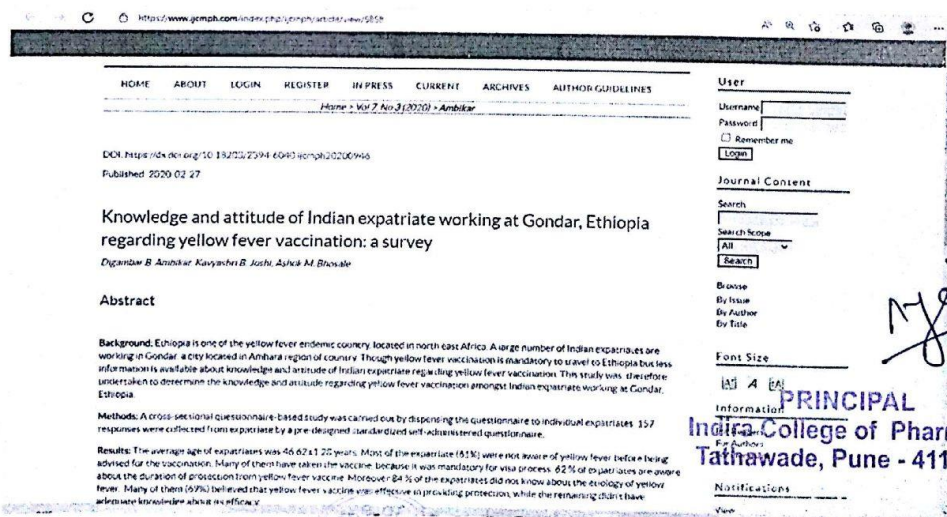 https://www.ijcmph.com/index.php/ijcmph/article/view/5858
HOME ABOUT LOGIN REGISTER IN PRESS CURRENT ARCHIVES AUTHOR GUIDELINES
Home > Vol 7, No 3 (2020) > Ambikar
DOI: https://dx.doi.org/10.18203/2394-6040.ijcmph20200946
Published: 2020-02-27
Knowledge and attitude of Indian expatriate working at Gondar, Ethiopia
regarding yellow fever vaccination: a survey
Digambar B. Ambikar, Kavyashri B. Joshi, Ashok M. Bhosale
Abstract
Background: Ethiopia is one of the yellow fever endemic country, located in north east Africa. A large number of Indian expatriates are
working in Gondar, a city located in Amhara region of country. Though yellow fever vaccination is mandatory to travel to Ethiopia but less
information is available about knowledge and attitude of Indian expatriate regarding yellow fever vaccination. This study was therefore
undertaken to determine the knowledge and attitude regarding yellow fever vaccination amongst Indian expatriate working at Gondar,
Ethiopia.
Methods: A cross-sectional questionnaire-based study was carried out by dispensing the questionnaire to individual expatriates. 157
responses were collected from expatriate by a pre-designed standardized self-administered questionnaire.
Results: The average age of expatriates was 46.62±1.28 years. Most of the expatriate (61%) were not aware of yellow fever before being
advised for the vaccination. Many of them have taken the vaccine because it was mandatory for visa process. 62% of expatriates are aware
about the duration of protection from yellow fever vaccine. Moreover 84 % of the expatriates did not know about the etiology of yellow
fever. Many of them (67%) believed that yellow fever vaccine was effective in providing protection, while the remaining didn't have
adequate knowledge about its efficacy.
User
Username
Password
Remember me
Login
Journal Content
Search
Search Scope
All
Search
Browse
By Issue
By Author
By Title
Font Size
A
Information
For Authors
Notifications
View
PRINCIPAL
Indira College of Phar
Tathawade, Pune - 411